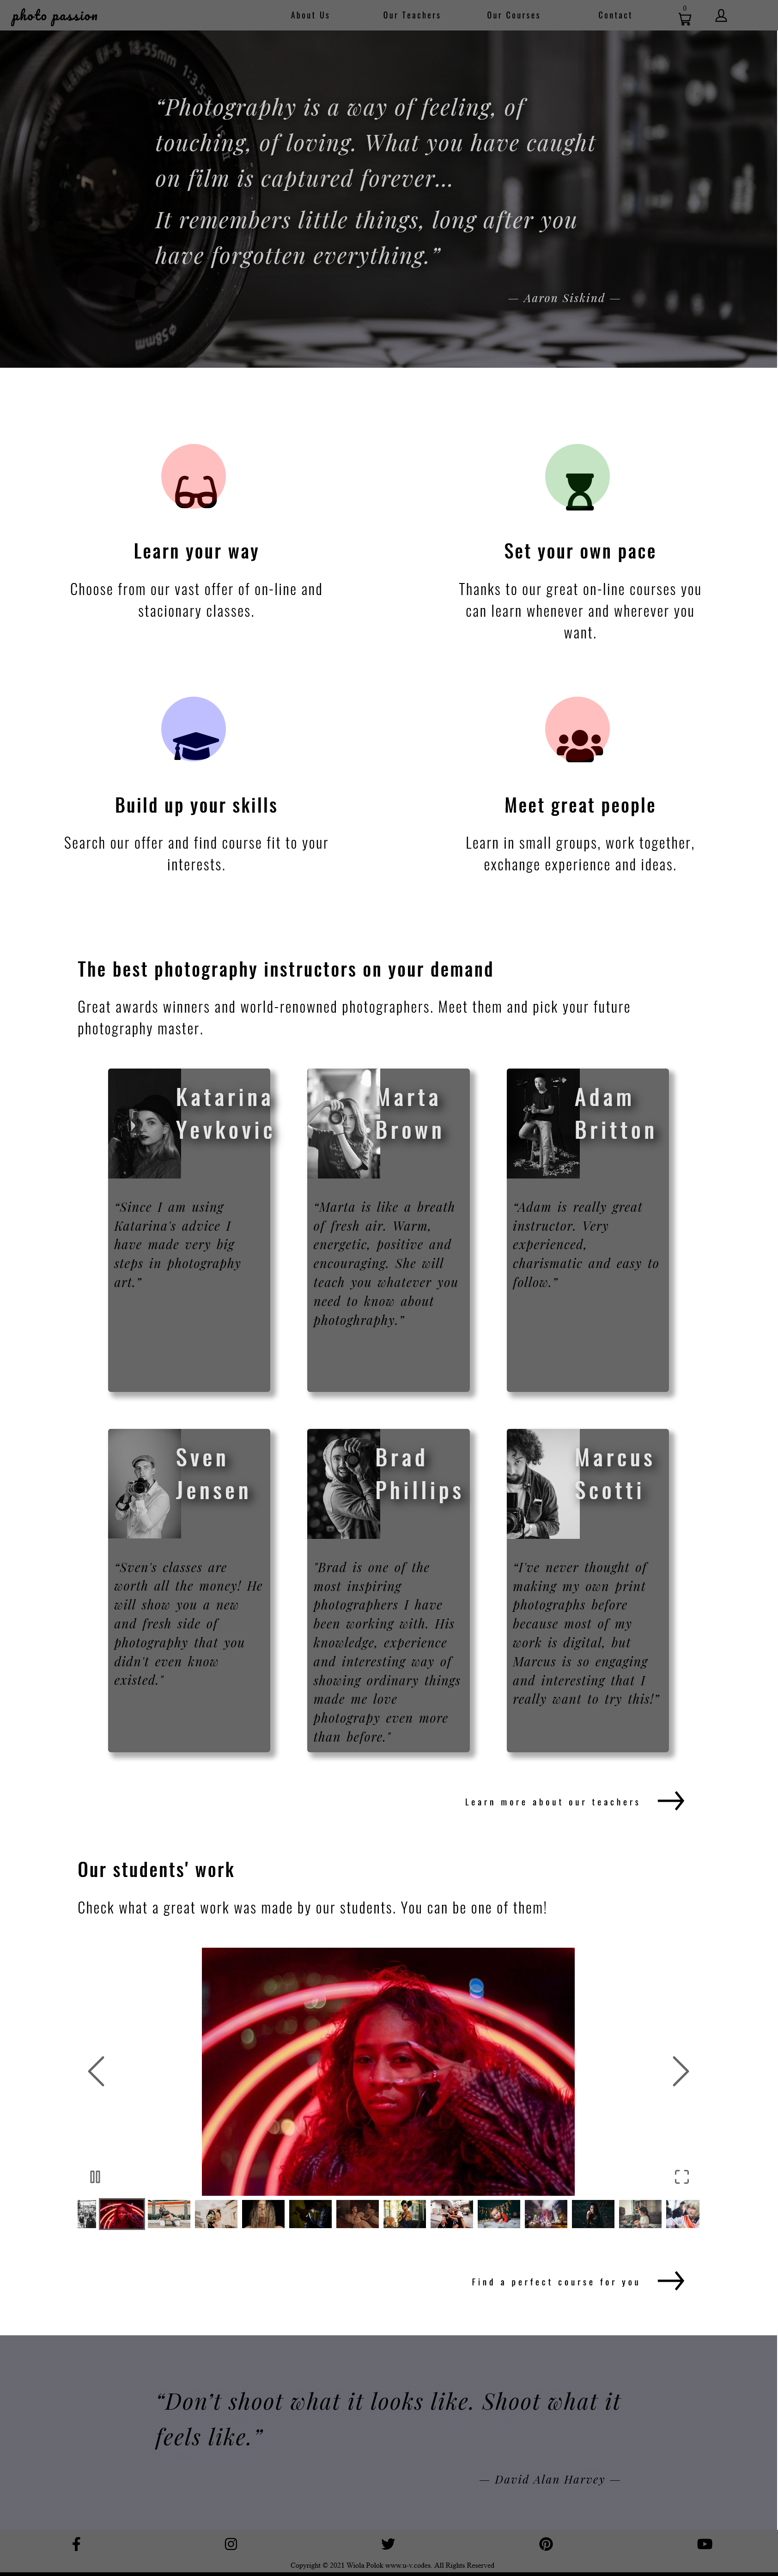 photo passion
About Us
Our Teachers
Our Courses
Contact
0
EF-S 18-55mm 1:3.5-5
ø58mm
“Photography is a way of feeling, of
touching, of loving. What you have caught
on film is captured forever…
It remembers little things, long after you
have forgotten everything.”
— Aaron Siskind —
Learn your way
Choose from our vast offer of on-line and
stacionary classes.
Set your own pace
Thanks to our great on-line courses you
can learn whenever and wherever you
want.
Build up your skills
Search our offer and find course fit to your
interests.
Meet great people
Learn in small groups, work together,
exchange experience and ideas.
The best photography instructors on your demand
Great awards winners and world-renowned photographers. Meet them and pick your future
photography master.
Katarina
Yevkovic
“Since I am using
Katarina's advice I
have made very big
steps in photography
art.”
Marta
Brown
“Marta is like a breath
of fresh air. Warm,
energetic, positive and
encouraging. She will
teach you whatever you
need to know about
photoghraphy.”
Adam
Britton
“Adam is really great
instructor. Very
experienced,
charismatic and easy to
follow.”
Sven
Jensen
“Sven's classes are
worth all the money! He
will show you a new
and fresh side of
photography that you
didn't even know
existed."
Brad
Phillips
"Brad is one of the
most inspiring
photographers I have
been working with. His
knowledge, experience
and interesting way of
showing ordinary things
made me love
photograpy even more
than before."
Marcus
Scotti
“I've never thought of
making my own print
photographs before
because most of my
work is digital, but
Marcus is so engaging
and interesting that I
really want to try this!”
Learn more about our teachers
Our students' work
Check what a great work was made by our students. You can be one of them!
Find a perfect course for you
“Don’t shoot what it looks like. Shoot what it
feels like.”
— David Alan Harvey —
Copyright © 2021 Wiola Polok www.u-v.codes. All Rights Reserved